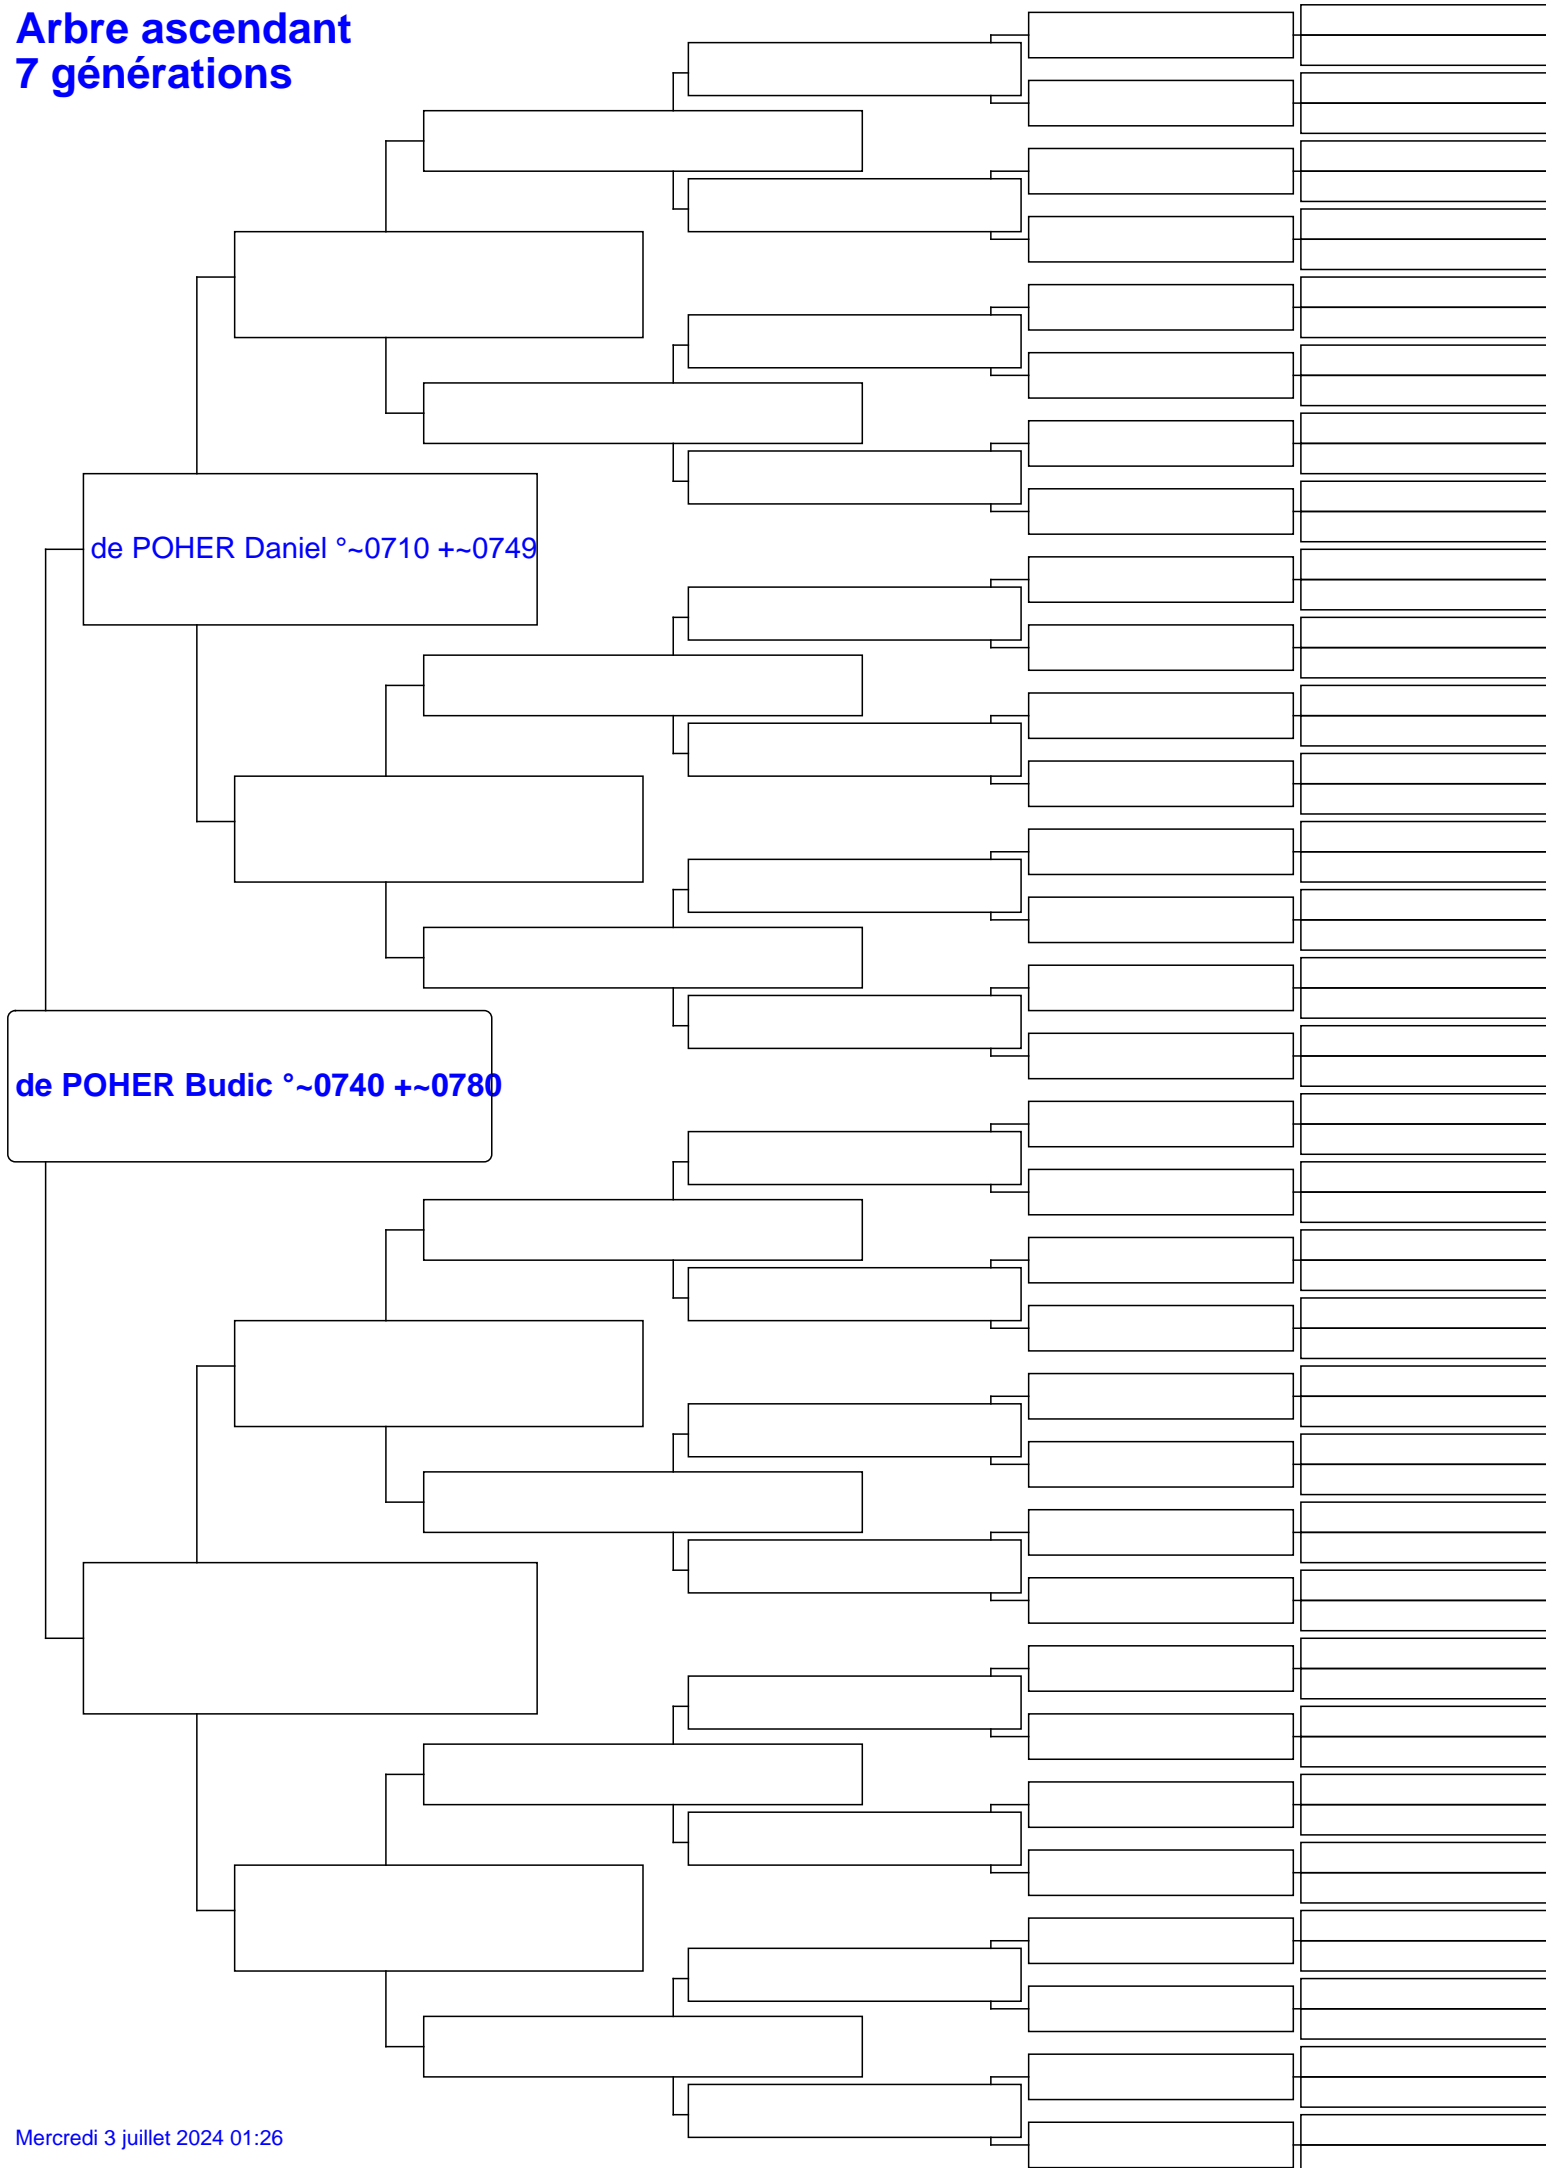 Arbre ascendant
7 générations
de POHER Daniel °~0710 +~0749
de POHER Budic °~0740 +~0780
Mercredi 3 juillet 2024 01:26